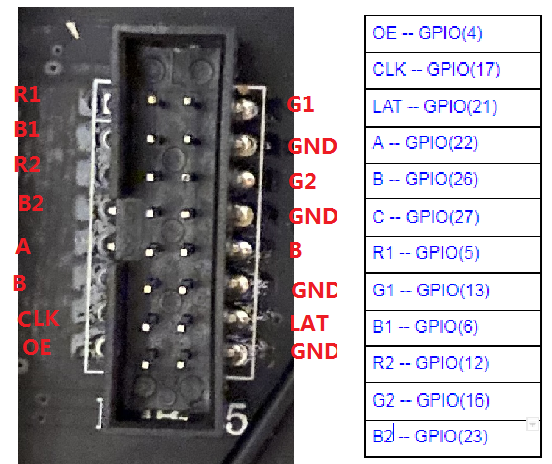 R1
G1
B1
GND
R2
G2
B2
GND
A
B
B
GND
CLK
LAT
OE
GND
5
OE -- GPIO(4)
CLK -- GPIO(17)
LAT -- GPIO(21)
A -- GPIO(22)
B -- GPIO(26)
C -- GPIO(27)
R1 -- GPIO(5)
G1 -- GPIO(13)
B1 -- GPIO(6)
R2 -- GPIO(12)
G2 -- GPIO(16)
B2 -- GPIO(23)